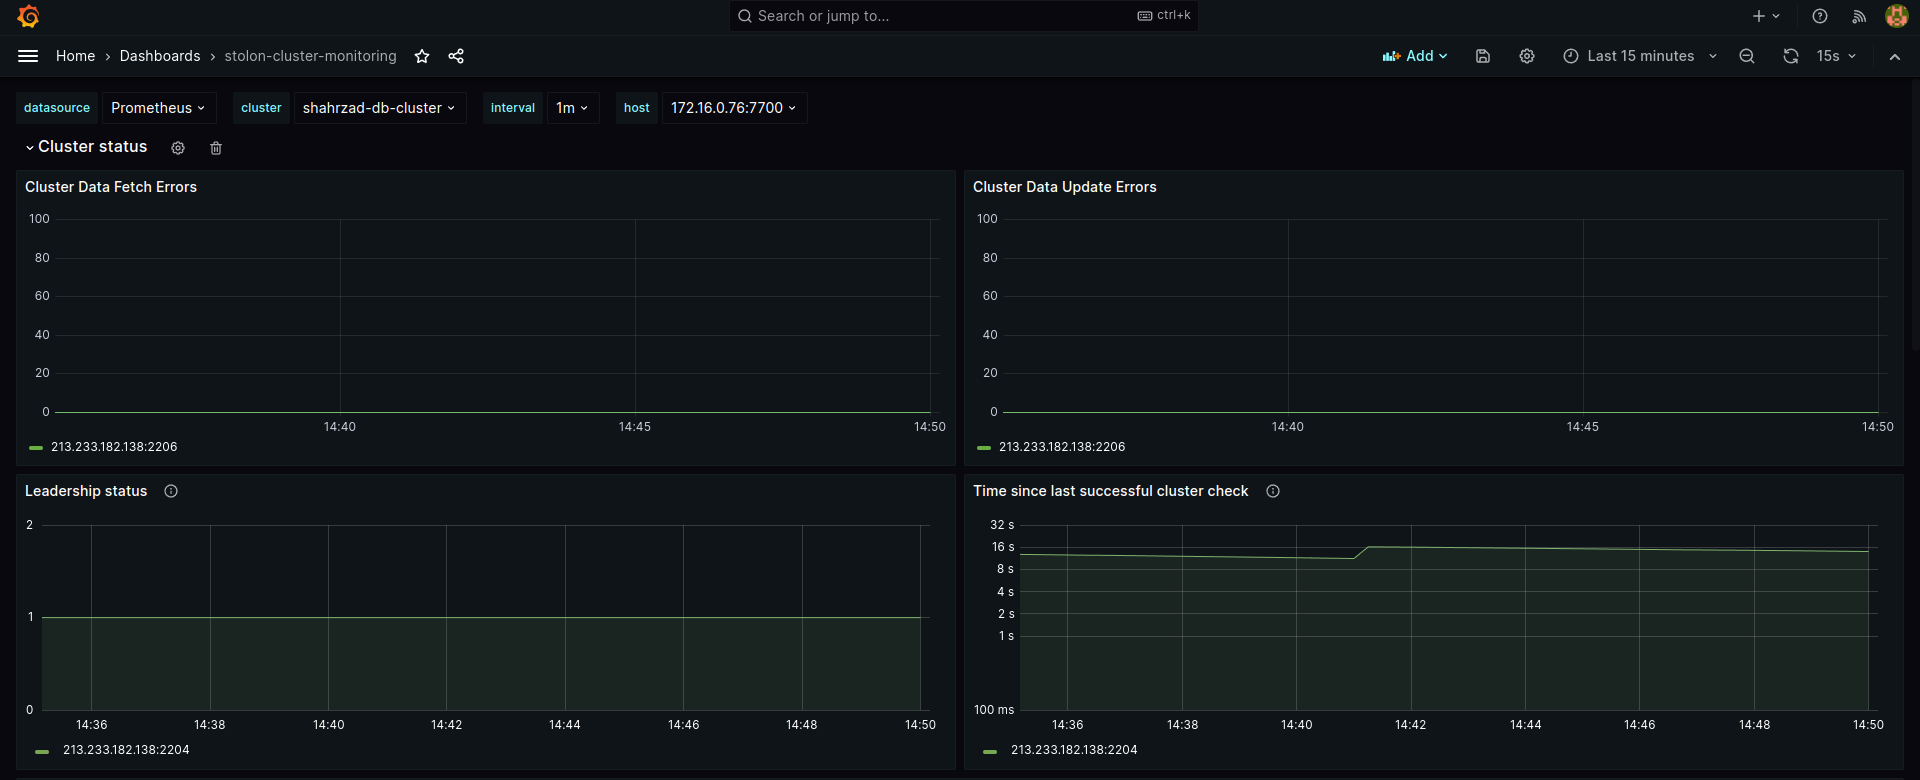 Search or jump to... ctrl+k
Home › Dashboards › stolon-cluster-monitoring
Add Last 15 minutes 15s
datasource Prometheus cluster shahrzad-db-cluster interval 1m host 172.16.0.76:7700
Cluster status
Cluster Data Fetch Errors
100
80
60
40
20
0
14:40 14:45 14:50
213.233.182.138:2206
Cluster Data Update Errors
100
80
60
40
20
0
14:40 14:45 14:50
213.233.182.138:2206
Leadership status
2
1
0
14:36 14:38 14:40 14:42 14:44 14:46 14:48 14:50
213.233.182.138:2204
Time since last successful cluster check
32 s
16 s
8 s
4 s
2 s
1 s
100 ms
14:36 14:38 14:40 14:42 14:44 14:46 14:48 14:50
213.233.182.138:2204